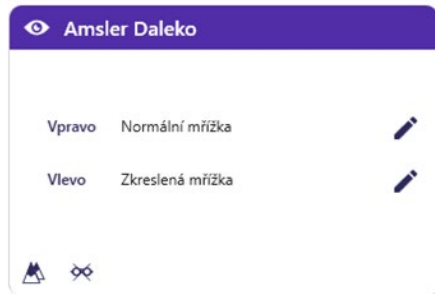 Amsler Daleko
Vpravo Normální mřížka
Vlevo Zkreslená mřížka